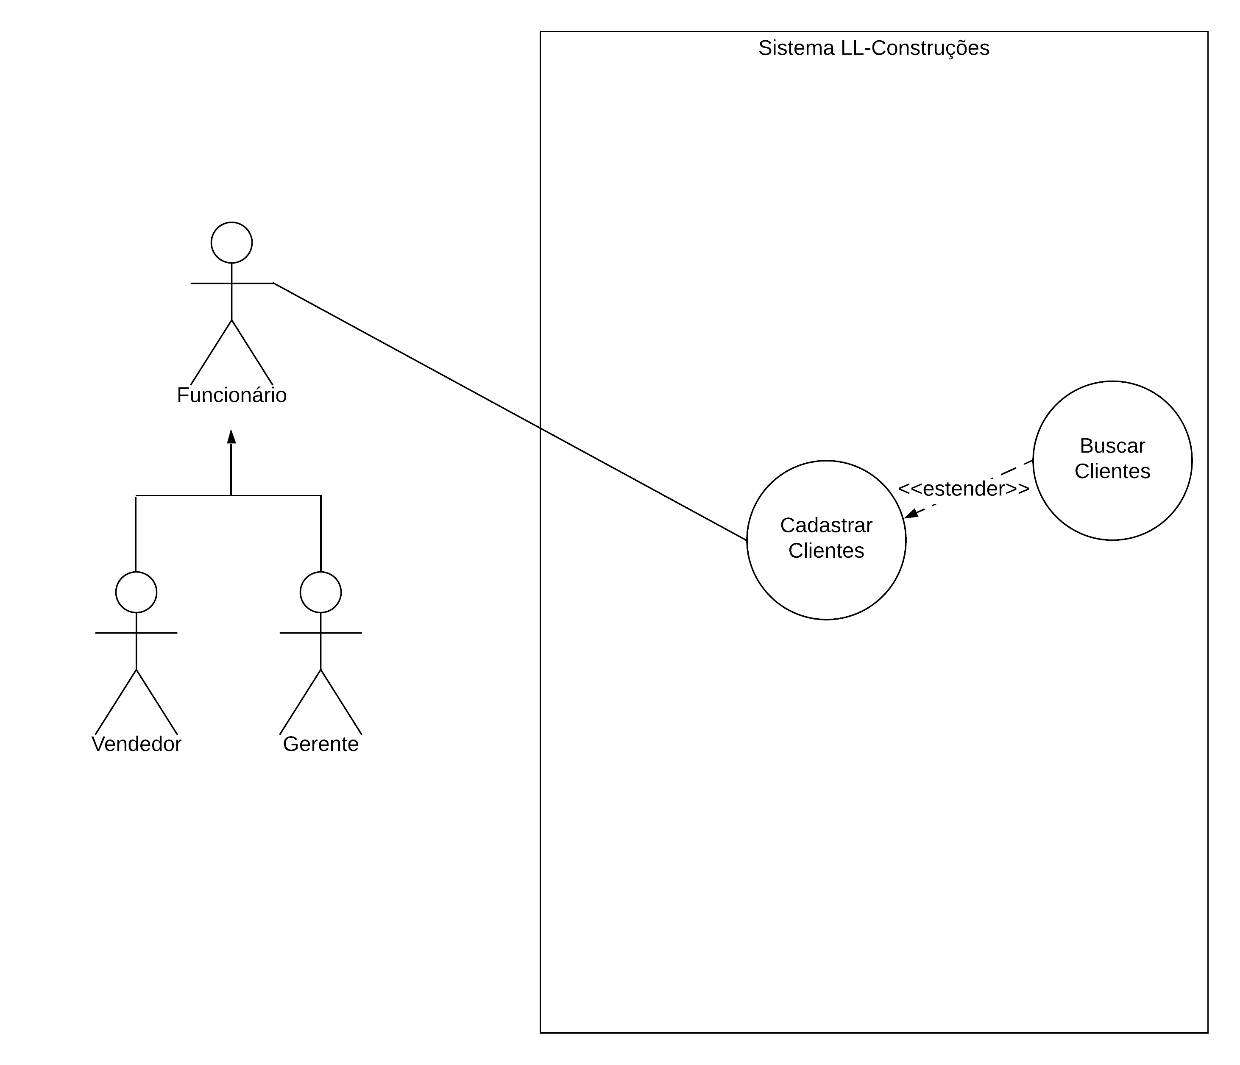 Sistema LL-Construções
Funcionário
Buscar
Clientes
<<estender>>
Cadastrar
Clientes
Vendedor
Gerente